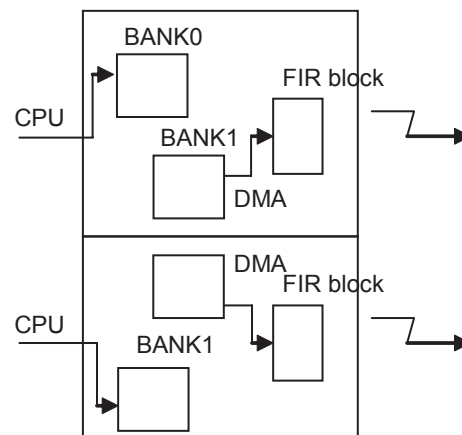 BANK0
FIR block
CPU
BANK1
DMA
DMA
FIR block
CPU
BANK1